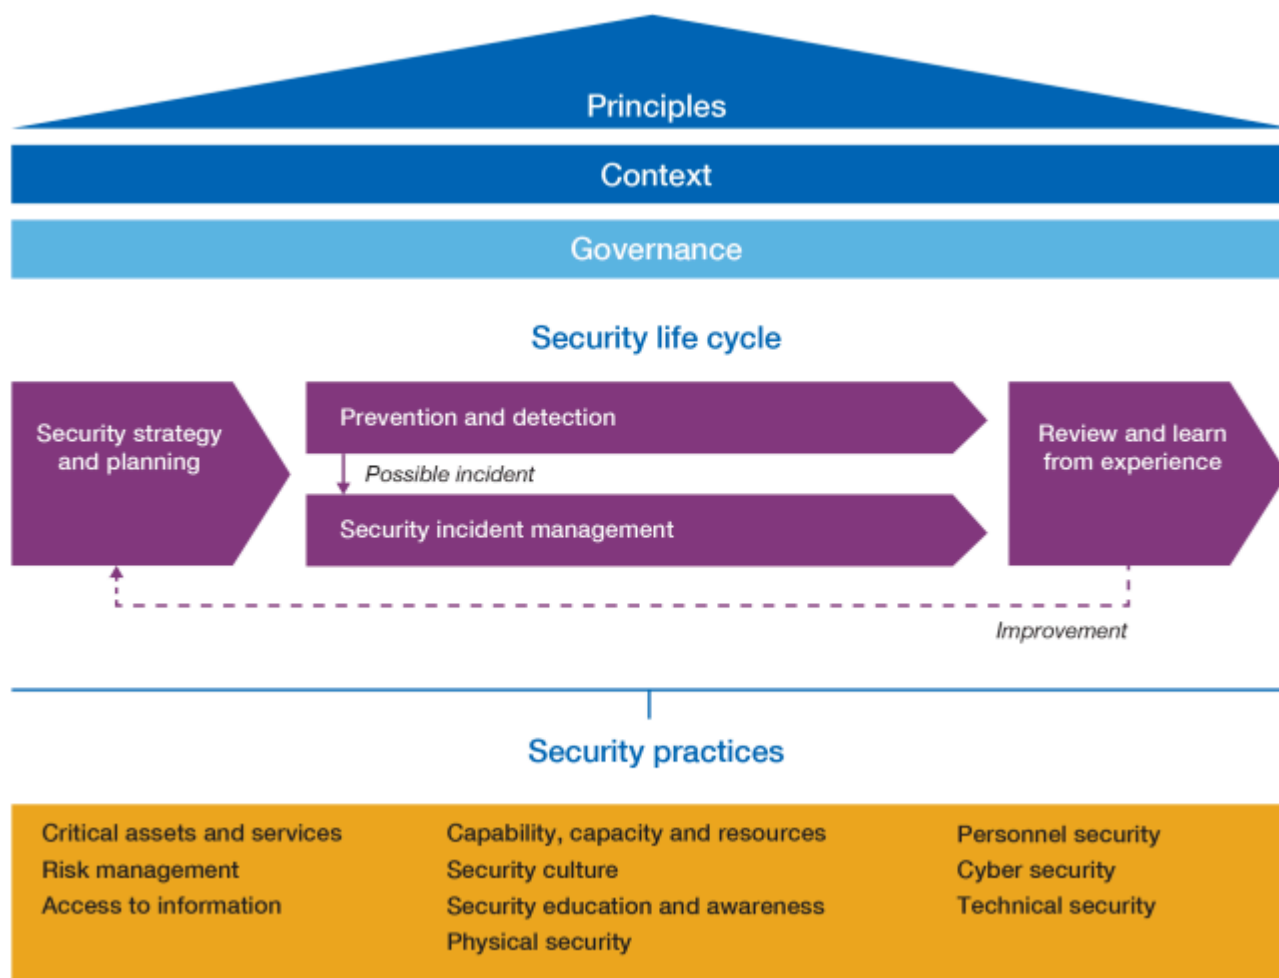 Principles
Context
Governance
Security life cycle
Security strategy
and planning
Prevention and detection
Possible incident
Security incident management
Review and learn
from experience
Improvement
Security practices
Critical assets and services
Risk management
Access to information
Capability, capacity and resources
Security culture
Security education and awareness
Physical security
Personnel security
Cyber security
Technical security